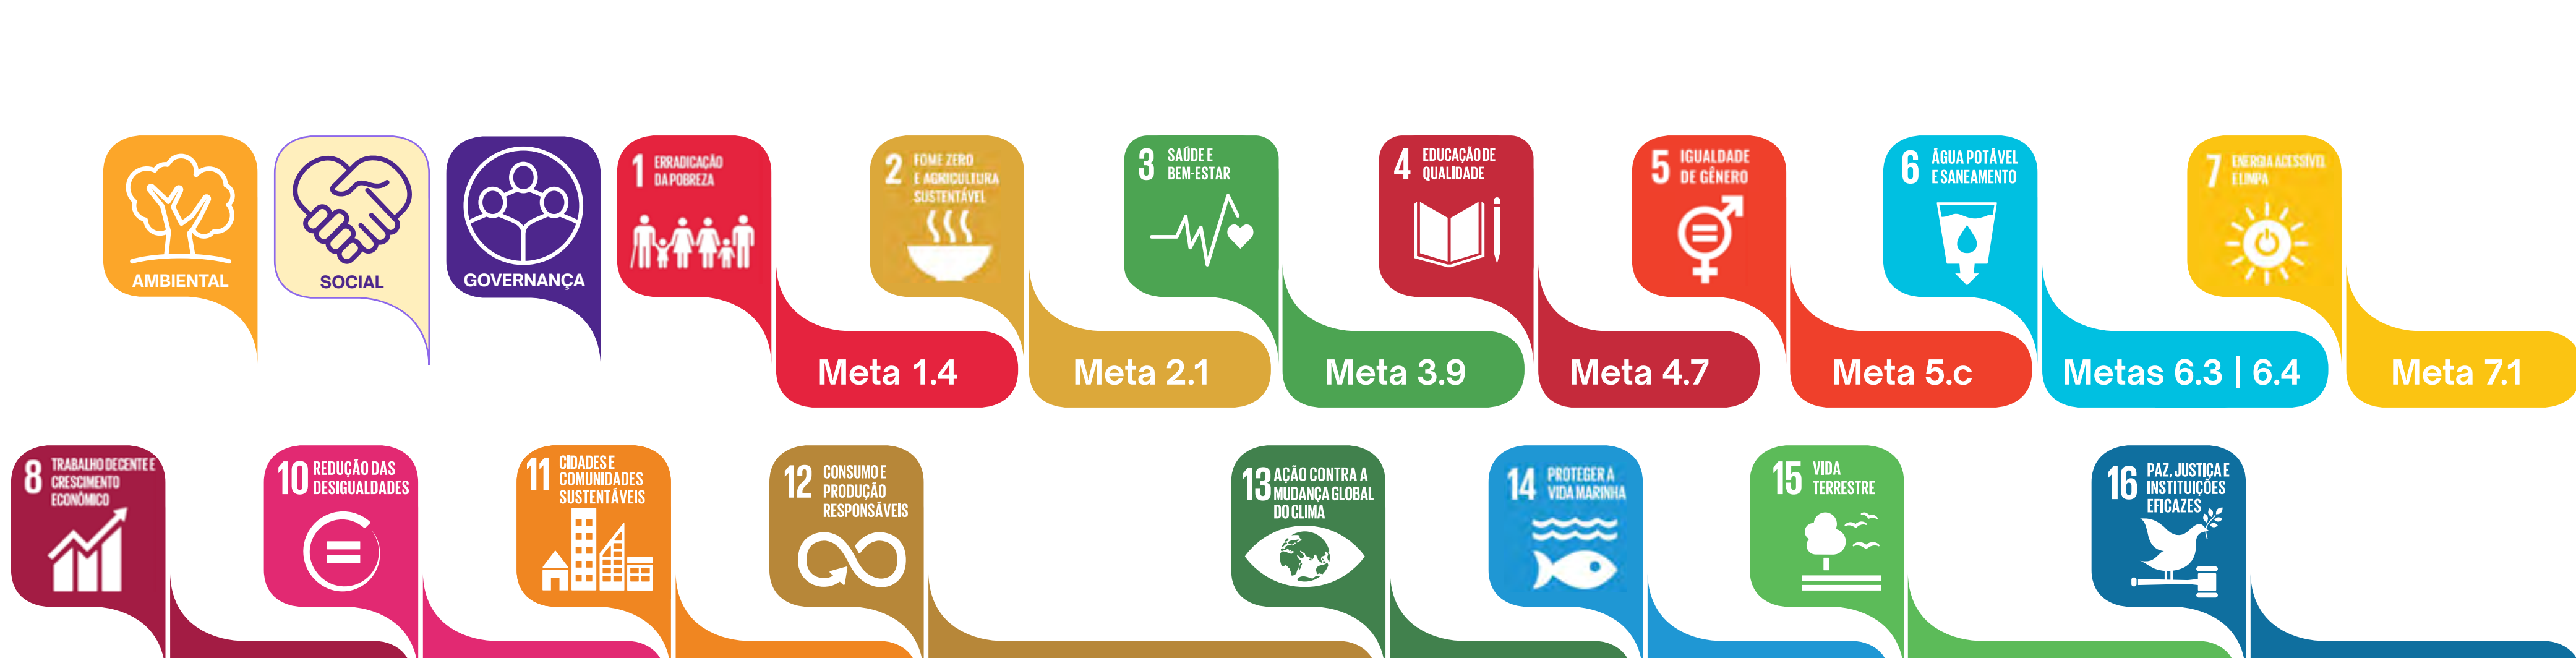 AMBIENTAL
SOCIAL
GOVERNANÇA
1 ERRADICAÇÃO
DA POBREZA
Meta 1.4
2 FOME ZERO
E AGRICULTURA
SUSTENTÁVEL
Meta 2.1
3 SAÚDE E
BEM-ESTAR
Meta 3.9
4 EDUCAÇÃO DE
QUALIDADE
Meta 4.7
5 IGUALDADE
DE GÊNERO
Meta 5.c
6 ÁGUA POTÁVEL
E SANEAMENTO
Metas 6.3 | 6.4
7 ENERGIA ACESSÍVEL
E LIMPA
Meta 7.1
8 TRABALHO DECENTE E
CRESCIMENTO
ECONÔMICO
10 REDUÇÃO DAS
DESIGUALDADES
11 CIDADES E
COMUNIDADES
SUSTENTÁVEIS
12 CONSUMO E
PRODUÇÃO
RESPONSÁVEIS
13 AÇÃO CONTRA A
MUDANÇA GLOBAL
DO CLIMA
14 PROTEGER A
VIDA MARINHA
15 VIDA
TERRESTRE
16 PAZ, JUSTIÇA E
INSTITUIÇÕES
EFICAZES